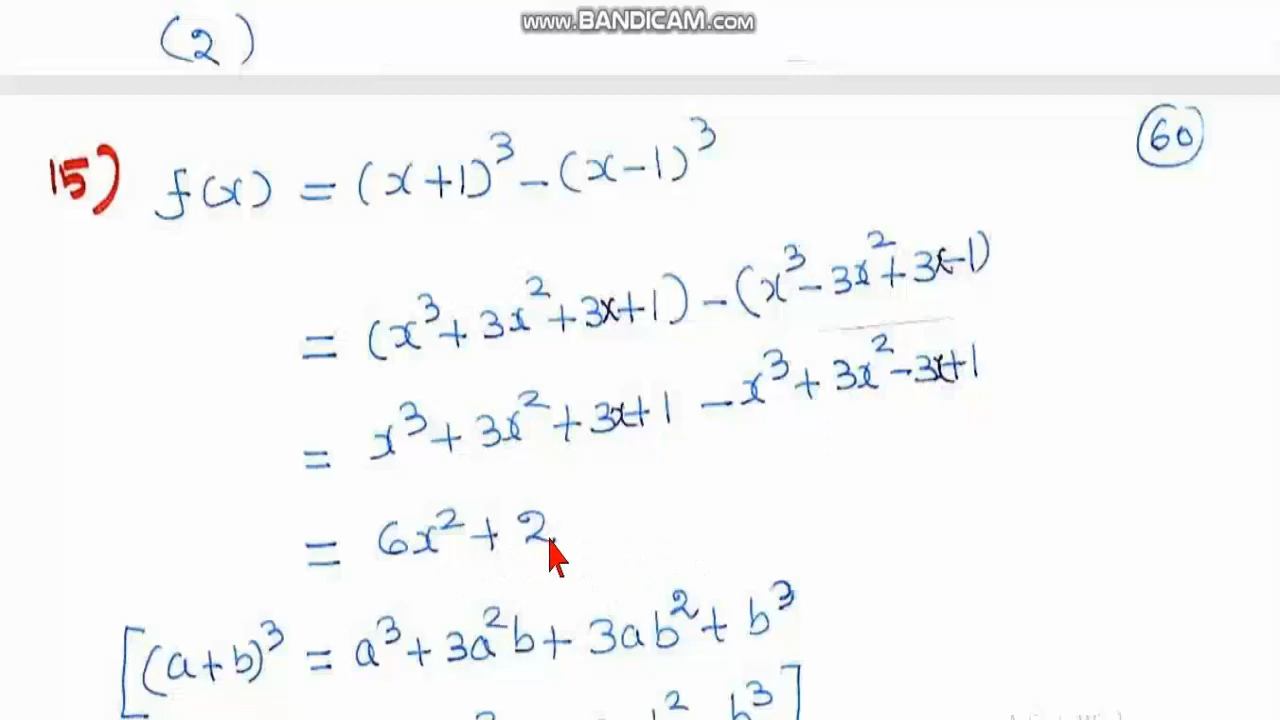 www.BANDICAM.com
(2)
60
15) f(x) = (x+1)³ - (x-1)³
= (x³ + 3x² + 3x + 1) - (x³ - 3x² + 3x - 1)
= x³ + 3x² + 3x + 1 - x³ + 3x² - 3x + 1
= 6x² + 2
[(a+b)³ = a³ + 3a²b + 3ab² + b³